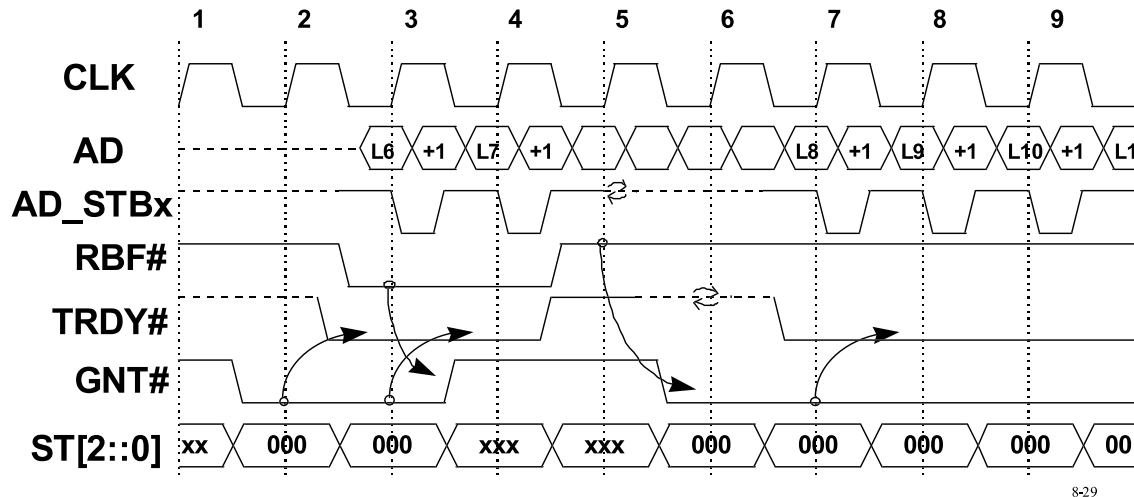 1 2 3 4 5 6 7 8 9
CLK
AD L6 +1 L7 +1 L8 +1 L9 +1 L10 +1 L1
AD_STBx
RBF#
TRDY#
GNT#
ST[2::0] xx 000 000 xxx xxx 000 000 000 000 00
8-29